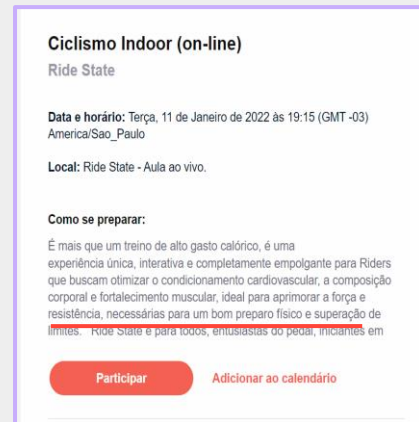 Ciclismo Indoor (on-line)
Ride State
Data e horário: Terça, 11 de Janeiro de 2022 às 19:15 (GMT -03)
America/Sao_Paulo
Local: Ride State - Aula ao vivo.
Como se preparar:
É mais que um treino de alto gasto calórico, é uma
experiência única, interativa e completamente empolgante para Riders
que buscam otimizar o condicionamento cardiovascular, a composição
corporal e fortalecimento muscular, ideal para aprimorar a força e
resistência, necessárias para um bom preparo físico e superação de
limites. Ride State é para todos, entusiastas do pedal, iniciantes em
Participar
Adicionar ao calendário